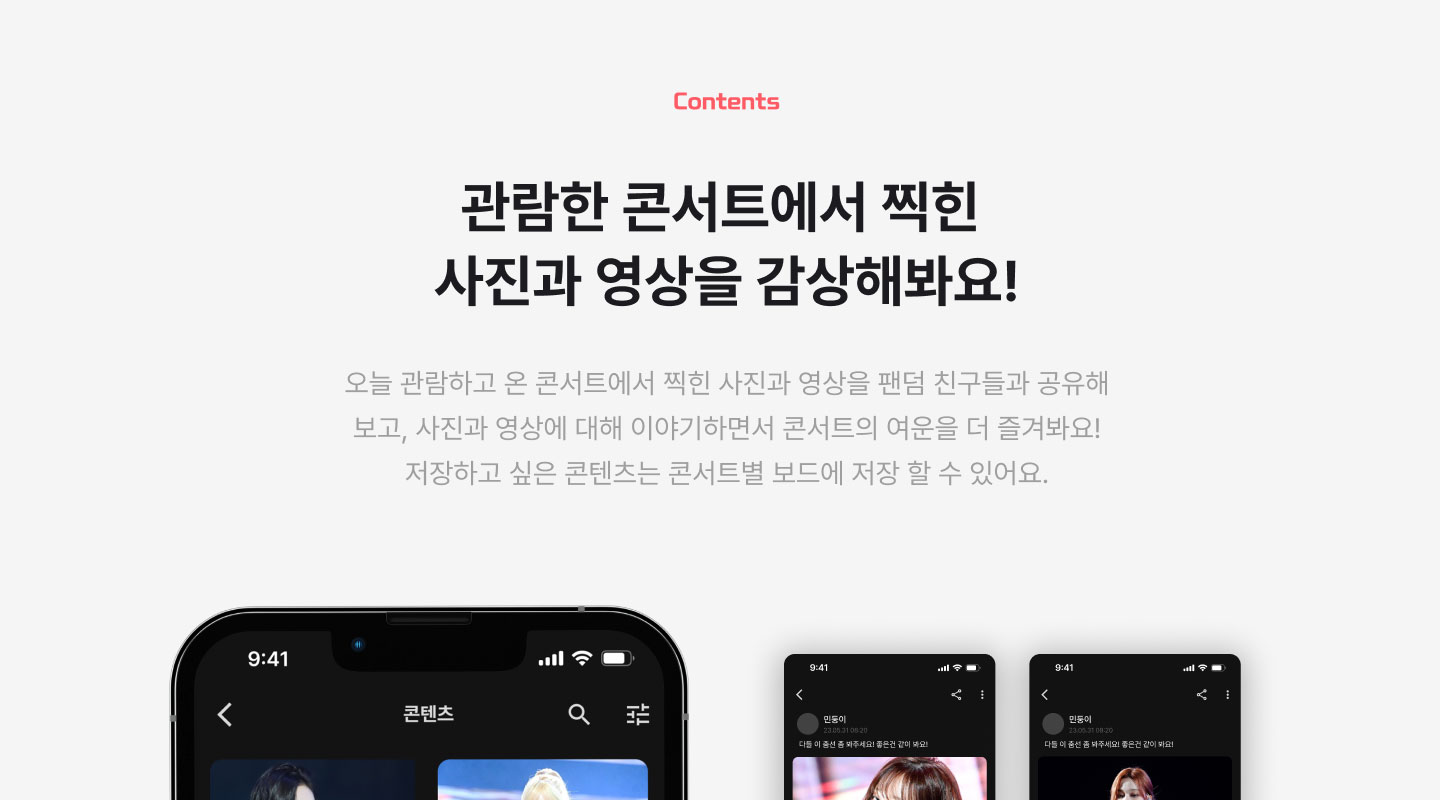 Contents
관람한 콘서트에서 찍힌
사진과 영상을 감상해봐요!
오늘 관람하고 온 콘서트에서 찍힌 사진과 영상을 팬덤 친구들과 공유해
보고, 사진과 영상에 대해 이야기하면서 콘서트의 여운을 더 즐겨봐요!
저장하고 싶은 콘텐츠는 콘서트별 보드에 저장 할 수 있어요.
9:41
콘텐츠
9:41
민둥이
23.05.31 08:20
다들 이 춤선 좀 봐주세요! 좋은건 같이 봐요!
9:41
민둥이
23.05.31 08:20
다들 이 춤선 좀 봐주세요! 좋은건 같이 봐요!